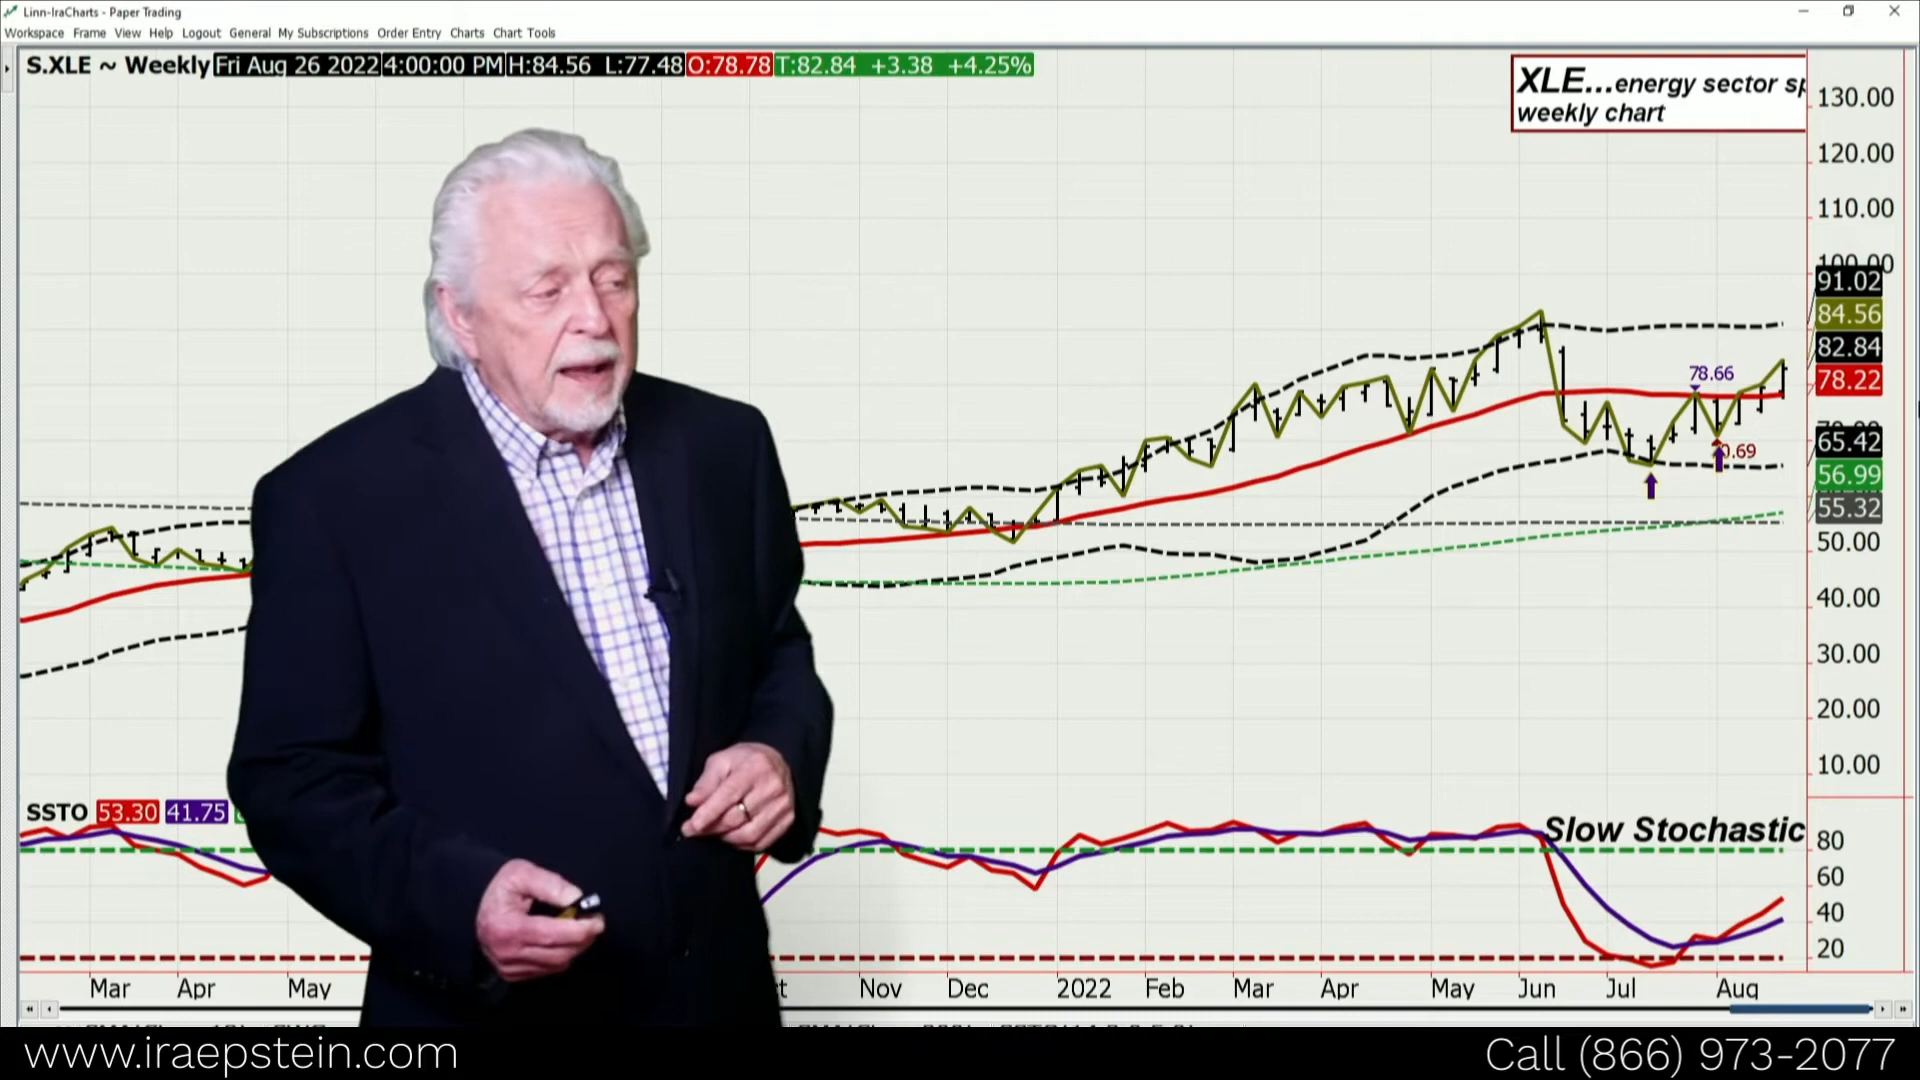 Linn-IraCharts - Paper Trading
Workspace Frame View Help Logout General My Subscriptions Order Entry Charts Chart Tools
S.XLE ~ Weekly Fri Aug 26 2022 4:00:00 PM H:84.56 L:77.48 O:78.78 T:82.84 +3.38 +4.25%
XLE...energy sector
weekly chart
130.00
120.00
110.00
100.00
91.02
84.56
82.84
78.22
65.42
56.99
55.32
50.00
40.00
30.00
20.00
10.00
78.66
0.69
SSTO 53.30 41.75
Slow Stochastic
80
60
40
20
Mar Apr May Nov Dec 2022 Feb Mar Apr May Jun Jul Aug
www.iraepstein.com
Call (866) 973-2077